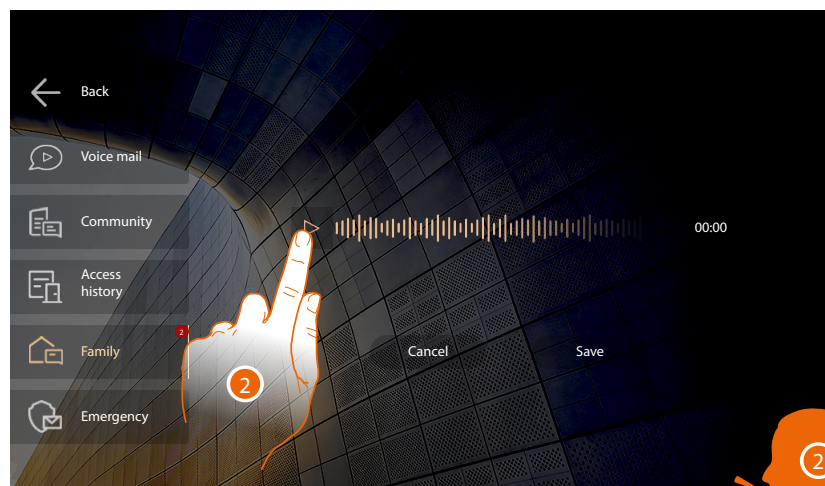 Back
Voice mail
Community
00:00
Access
history
2
Family
Cancel
Save
2
Emergency
2